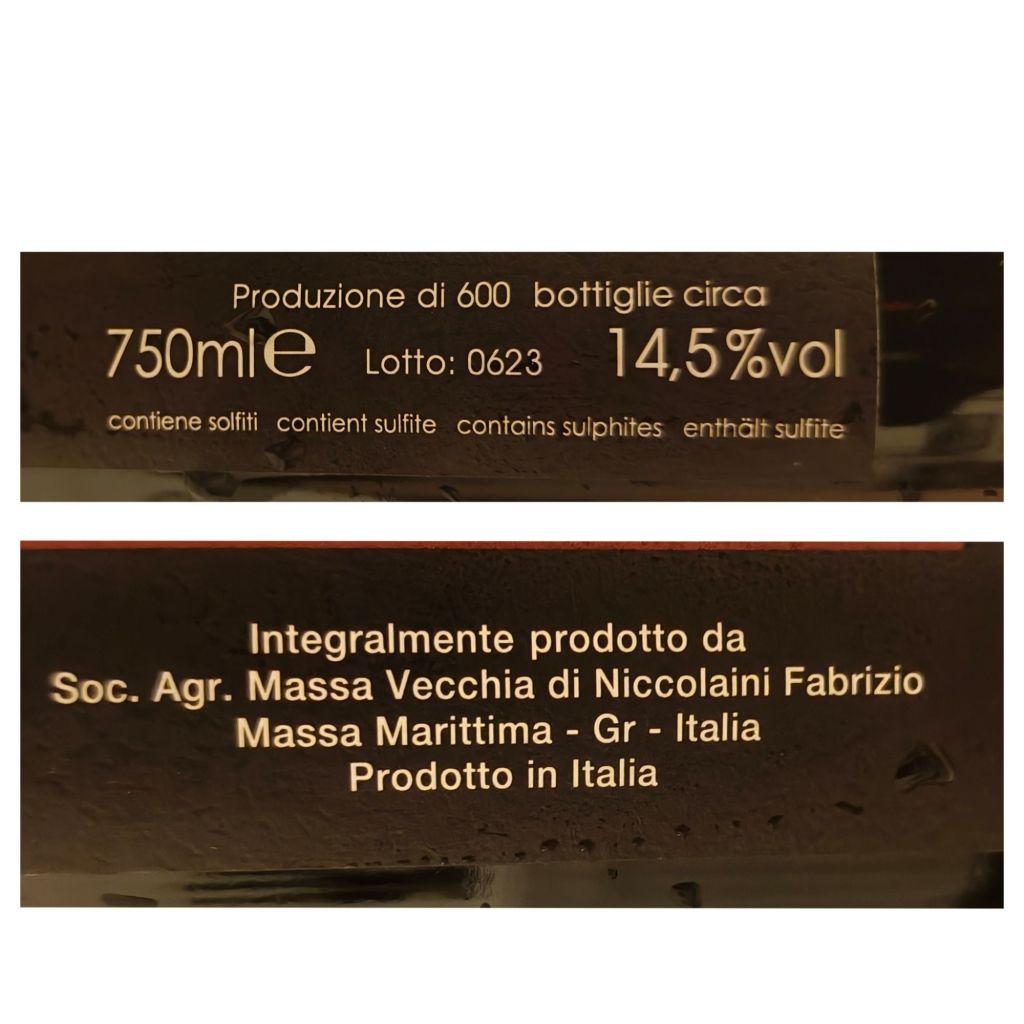 Produzione di 600 bottiglie circa
750ml℮ Lotto: 0623 14,5%vol
contiene solfiti contient sulfite contains sulphites enthält sulfite
Integralmente prodotto da
Soc. Agr. Massa Vecchia di Niccolaini Fabrizio
Massa Marittima - Gr - Italia
Prodotto in Italia